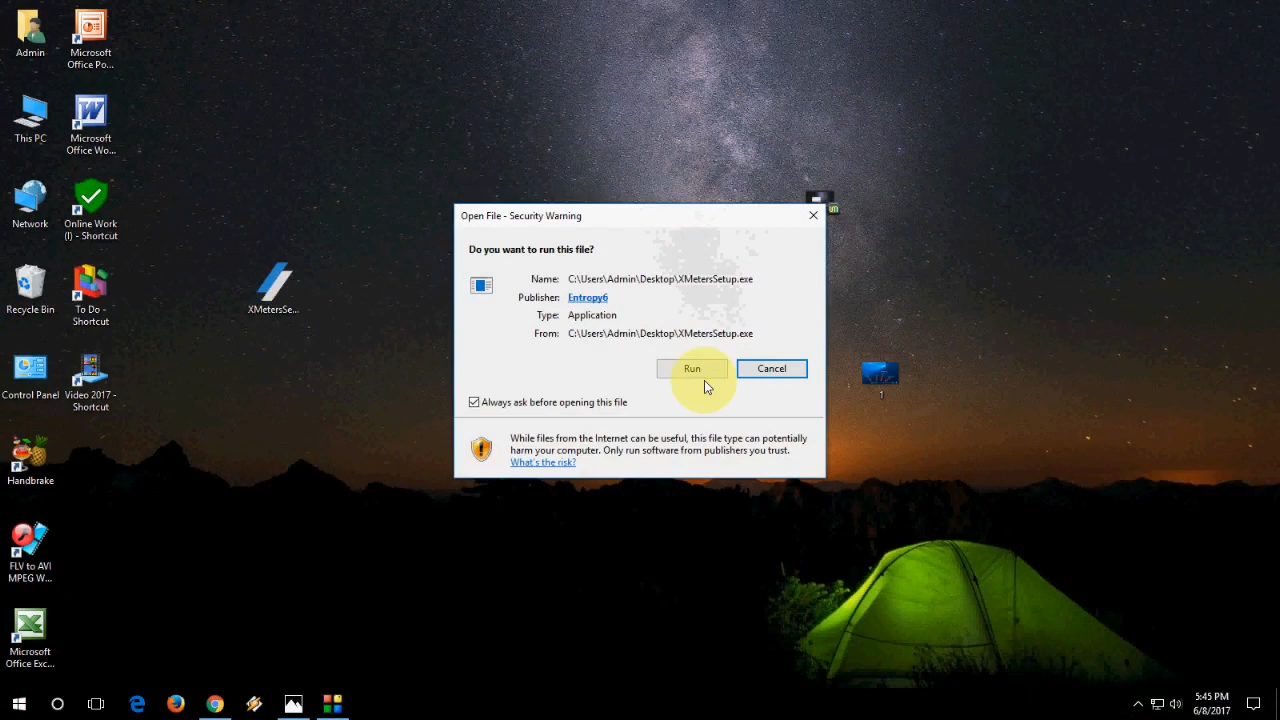 Admin
Microsoft
Office Po...
This PC
Microsoft
Office Wo...
Network
Online Work
(I) - Shortcut
Recycle Bin
To Do -
Shortcut
XMetersSe...
Control Panel
Video 2017 -
Shortcut
Handbrake
FLV to AVI
MPEG W...
Microsoft
Office Exc...
1
Open File - Security Warning
Do you want to run this file?
Name: C:\Users\Admin\Desktop\XMetersSetup.exe
Publisher: Entropy6
Type: Application
From: C:\Users\Admin\Desktop\XMetersSetup.exe
Run
Cancel
Always ask before opening this file
While files from the Internet can be useful, this file type can potentially
harm your computer. Only run software from publishers you trust.
What's the risk?
5:45 PM
6/8/2017